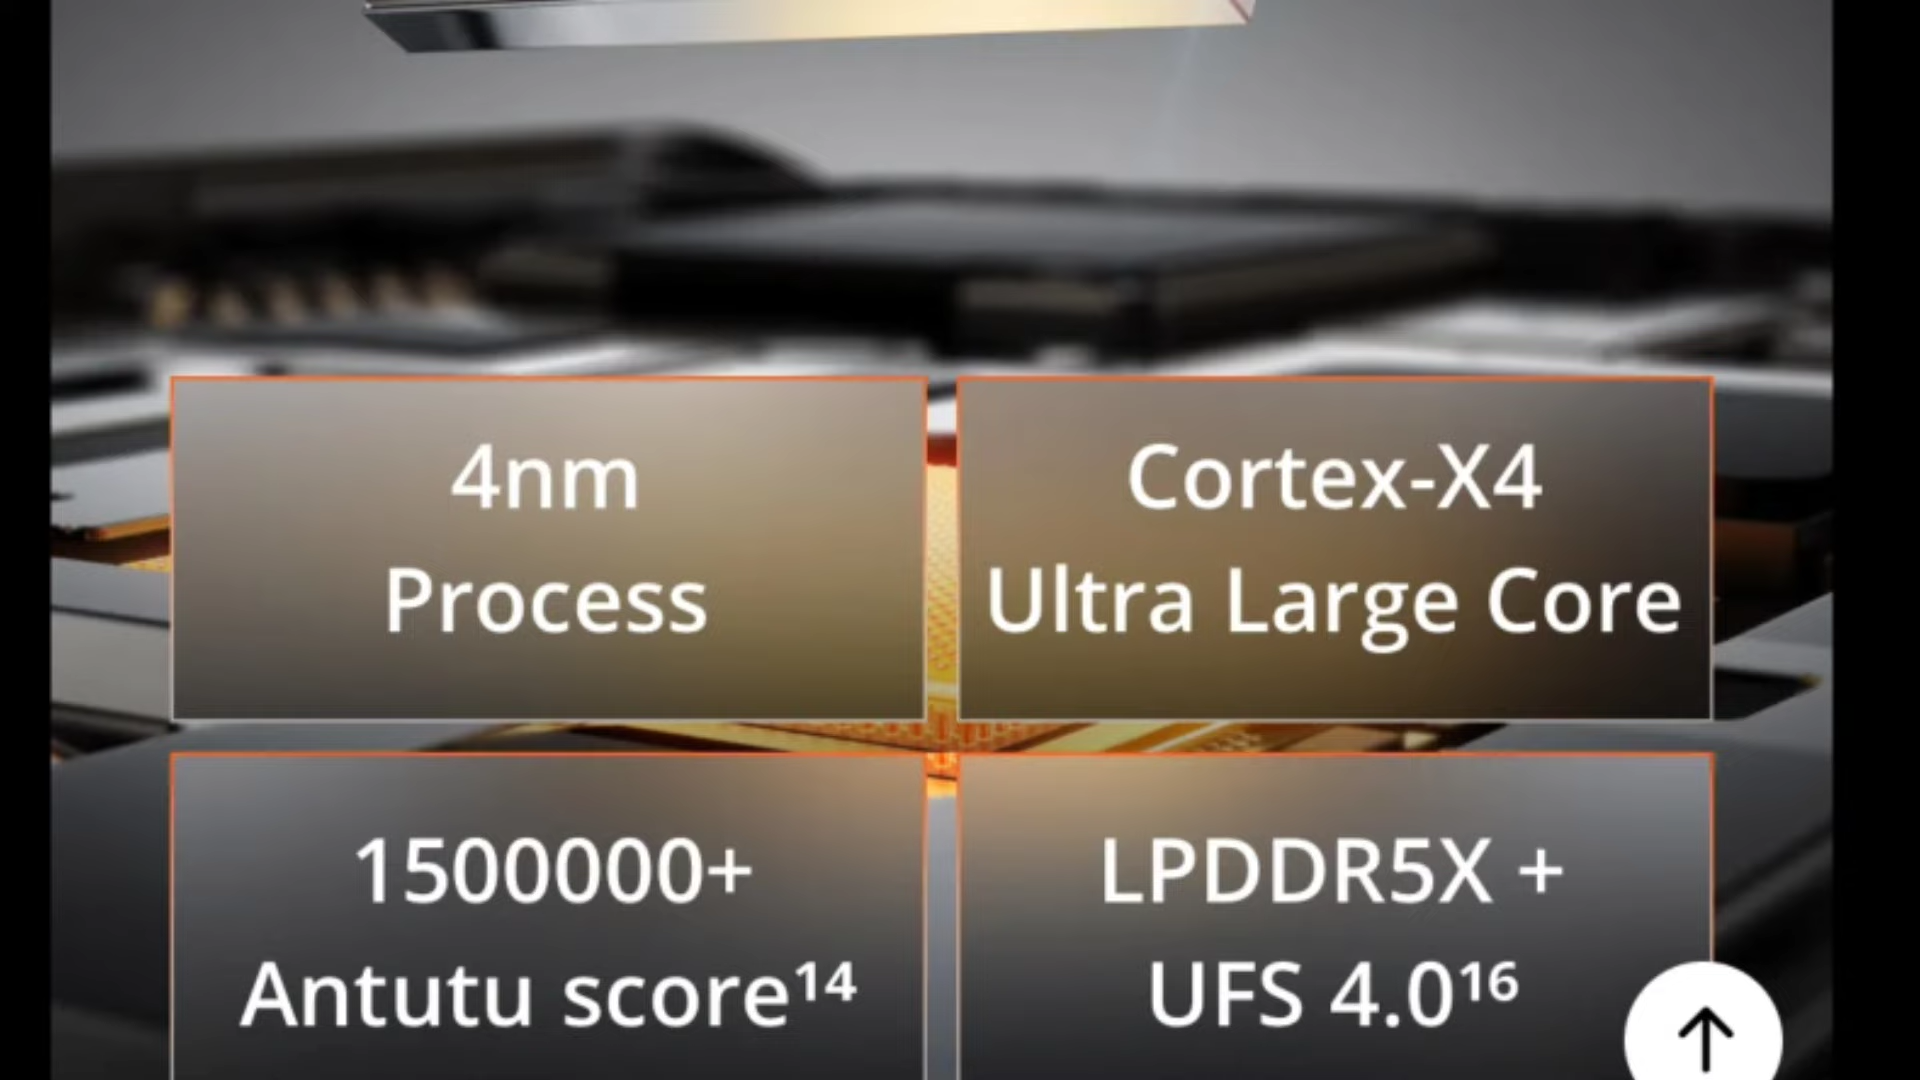 4nm
Process
Cortex-X4
Ultra Large Core
1500000+
Antutu score¹⁴
LPDDR5X +
UFS 4.0¹⁶